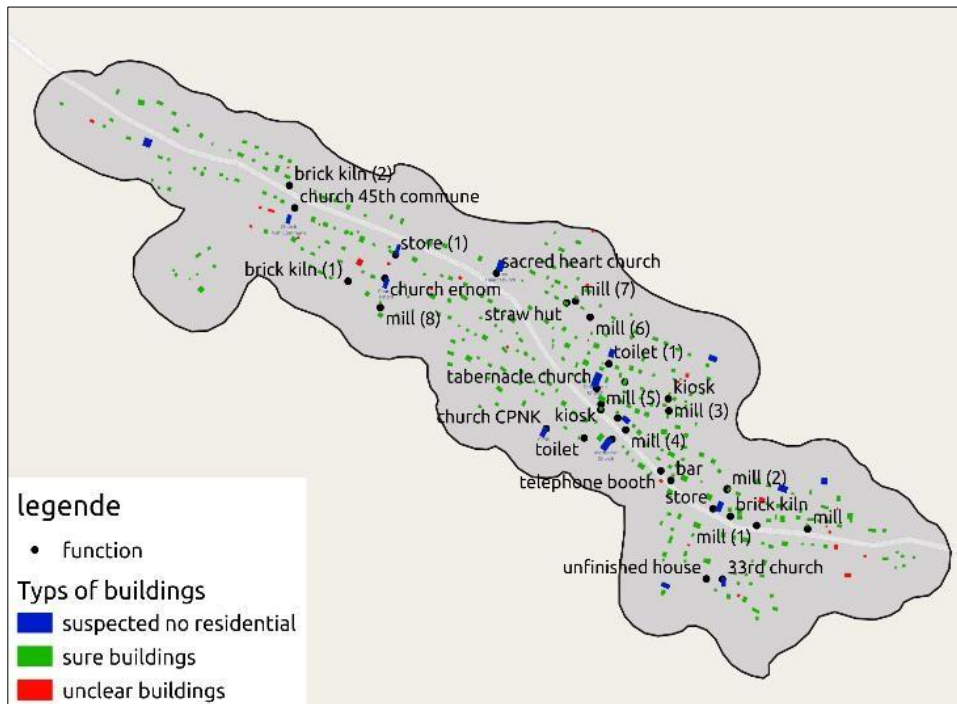 brick kiln (2)
church 45th commune
store (1)
sacred heart church
brick kiln (1)
church ernom
mill (7)
straw hut
mill (8)
mill (6)
toilet (1)
tabernacle church
kiosk
mill (5)
mill (3)
church CPNK
kiosk
mill (4)
toilet
bar
telephone booth
mill (2)
store
brick kiln
mill (1)
mill
unfinished house
33rd church
legende
function
Typs of buildings
suspected no residential
sure buildings
unclear buildings